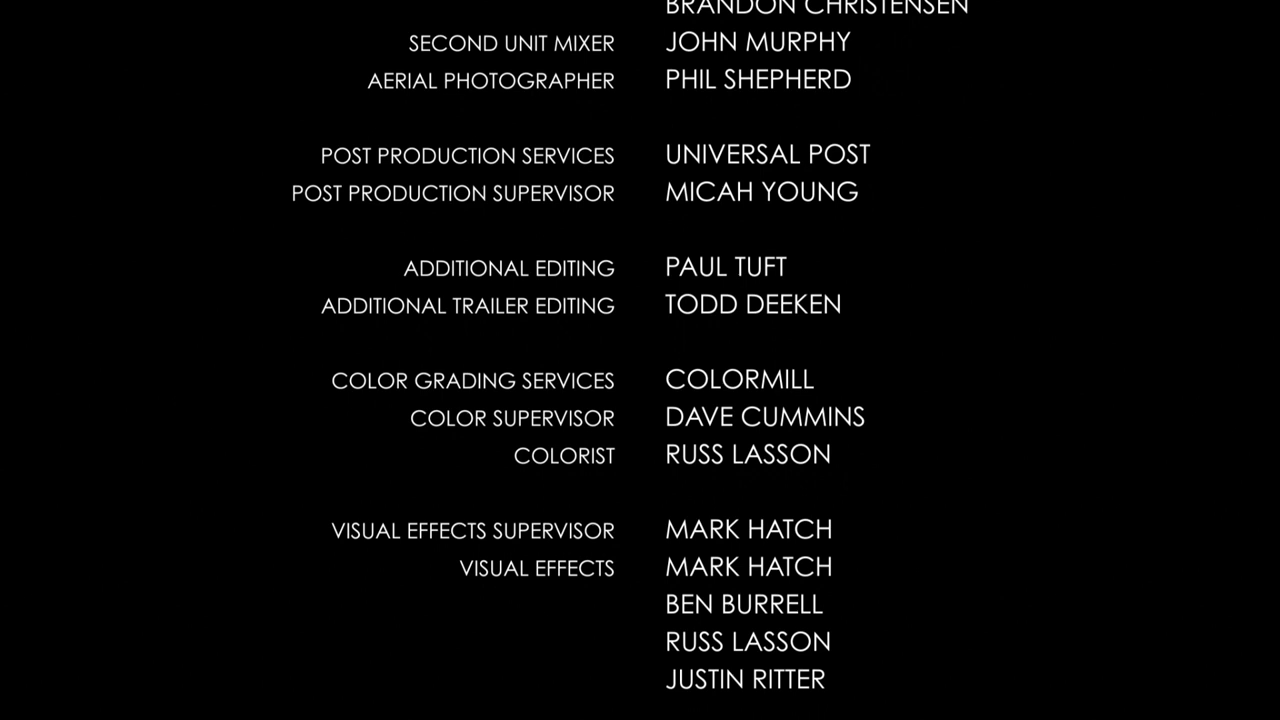 BRANDON CHRISTENSEN
SECOND UNIT MIXER JOHN MURPHY
AERIAL PHOTOGRAPHER PHIL SHEPHERD
POST PRODUCTION SERVICES UNIVERSAL POST
POST PRODUCTION SUPERVISOR MICAH YOUNG
ADDITIONAL EDITING PAUL TUFT
ADDITIONAL TRAILER EDITING TODD DEEKEN
COLOR GRADING SERVICES COLORMILL
COLOR SUPERVISOR DAVE CUMMINS
COLORIST RUSS LASSON
VISUAL EFFECTS SUPERVISOR MARK HATCH
VISUAL EFFECTS MARK HATCH
BEN BURRELL
RUSS LASSON
JUSTIN RITTER